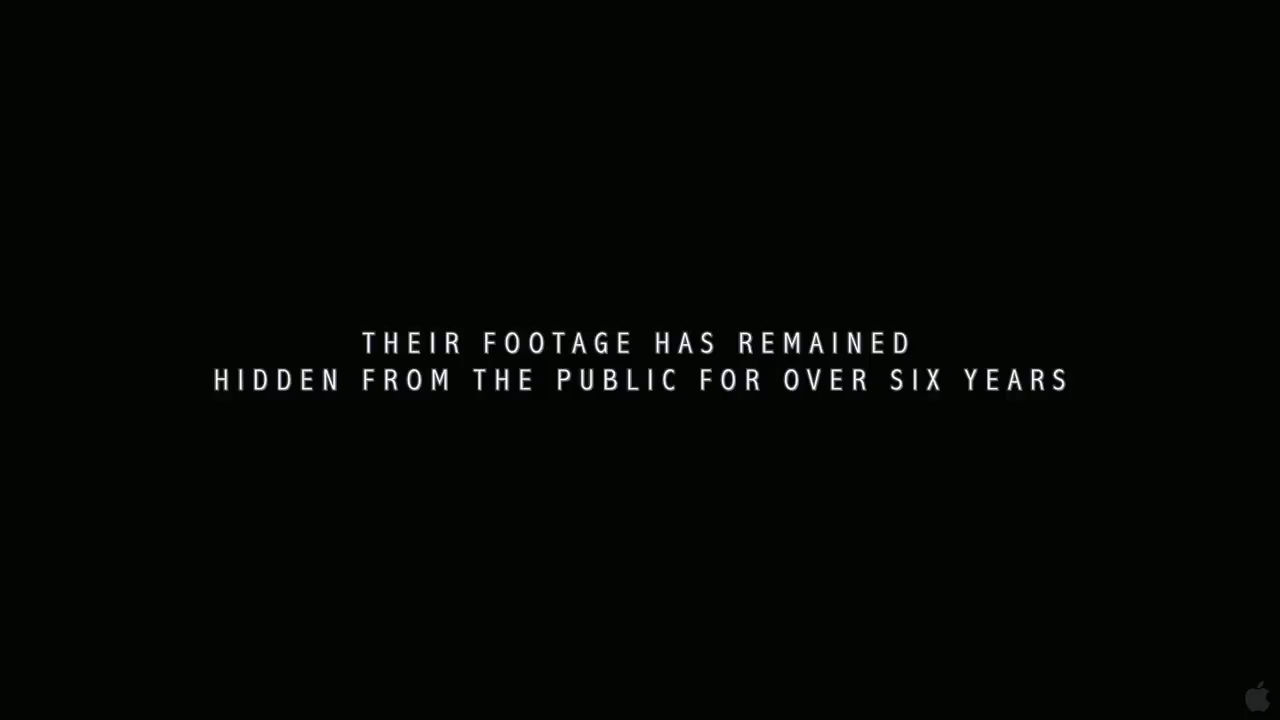 THEIR FOOTAGE HAS REMAINED
HIDDEN FROM THE PUBLIC FOR OVER SIX YEARS